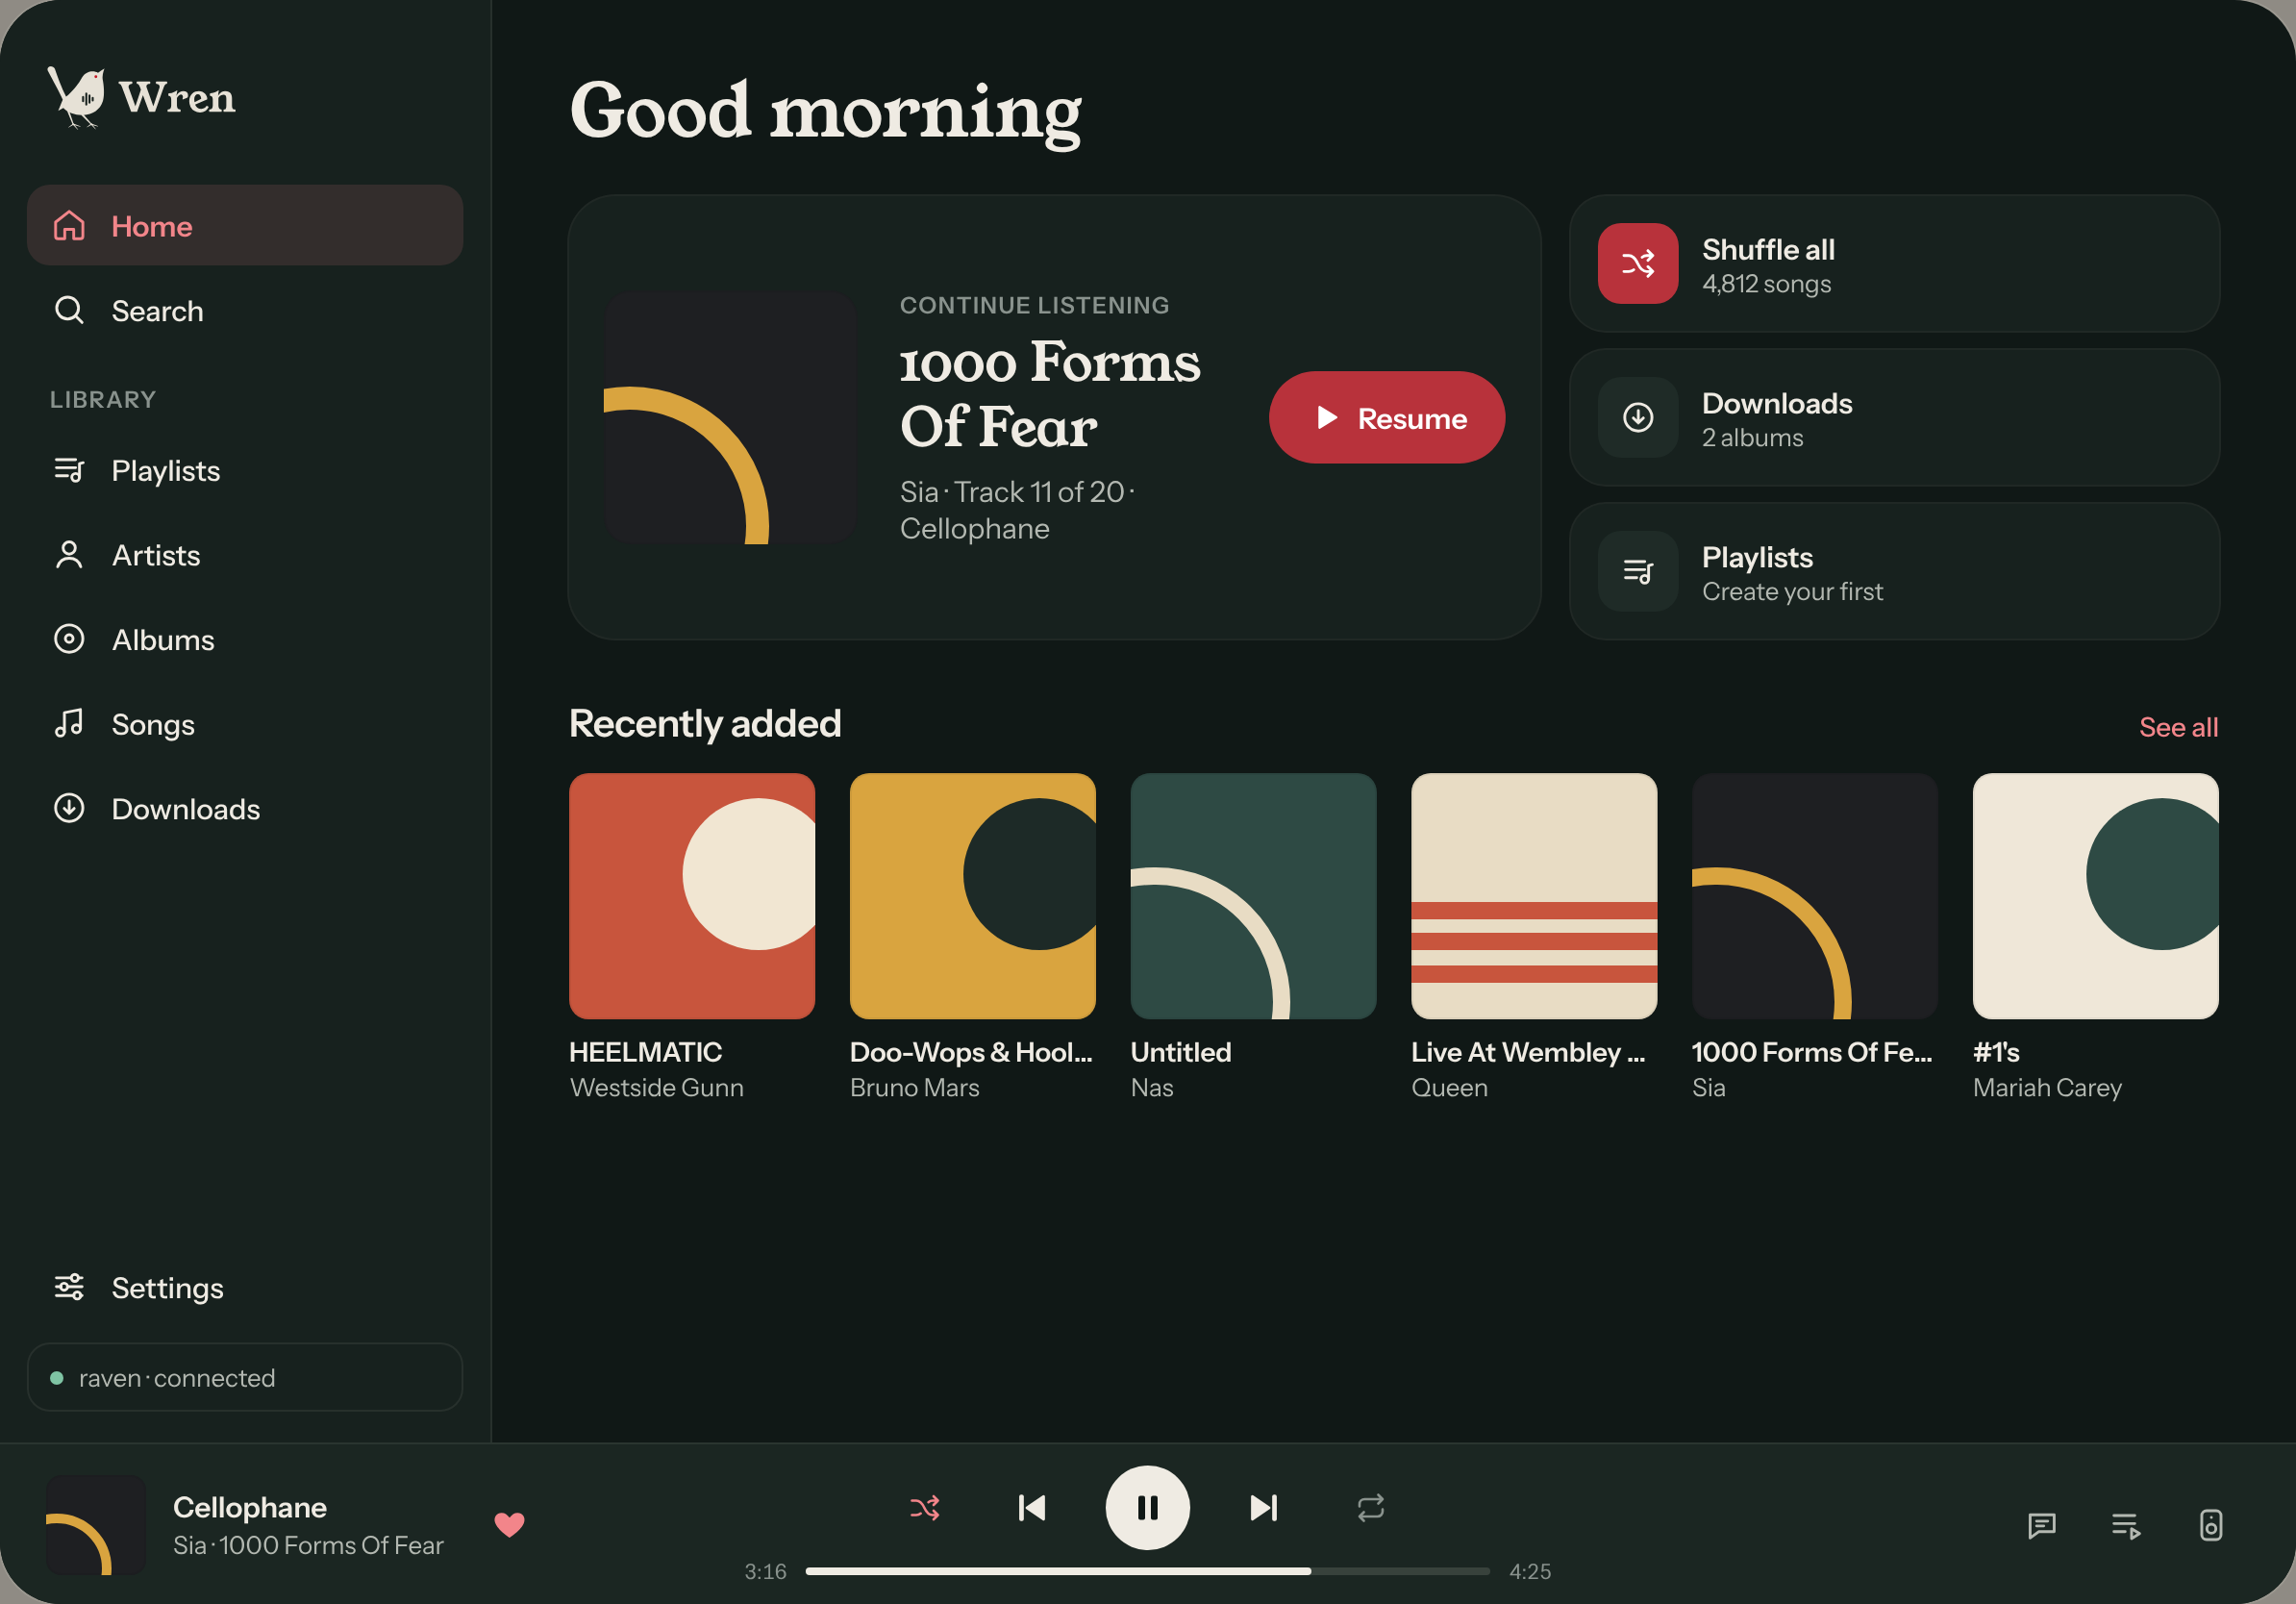 Wren
Home
Search
LIBRARY
Playlists
Artists
Albums
Songs
Downloads
Settings
raven · connected
Good morning
CONTINUE LISTENING
1000 Forms
Of Fear
Sia · Track 11 of 20 ·
Cellophane
Resume
Shuffle all
4,812 songs
Downloads
2 albums
Playlists
Create your first
Recently added
See all
HEELMATIC
Westside Gunn
Doo-Wops & Hool...
Bruno Mars
Untitled
Nas
Live At Wembley ...
Queen
1000 Forms Of Fe...
Sia
#1's
Mariah Carey
Cellophane
Sia · 1000 Forms Of Fear
3:16
4:25